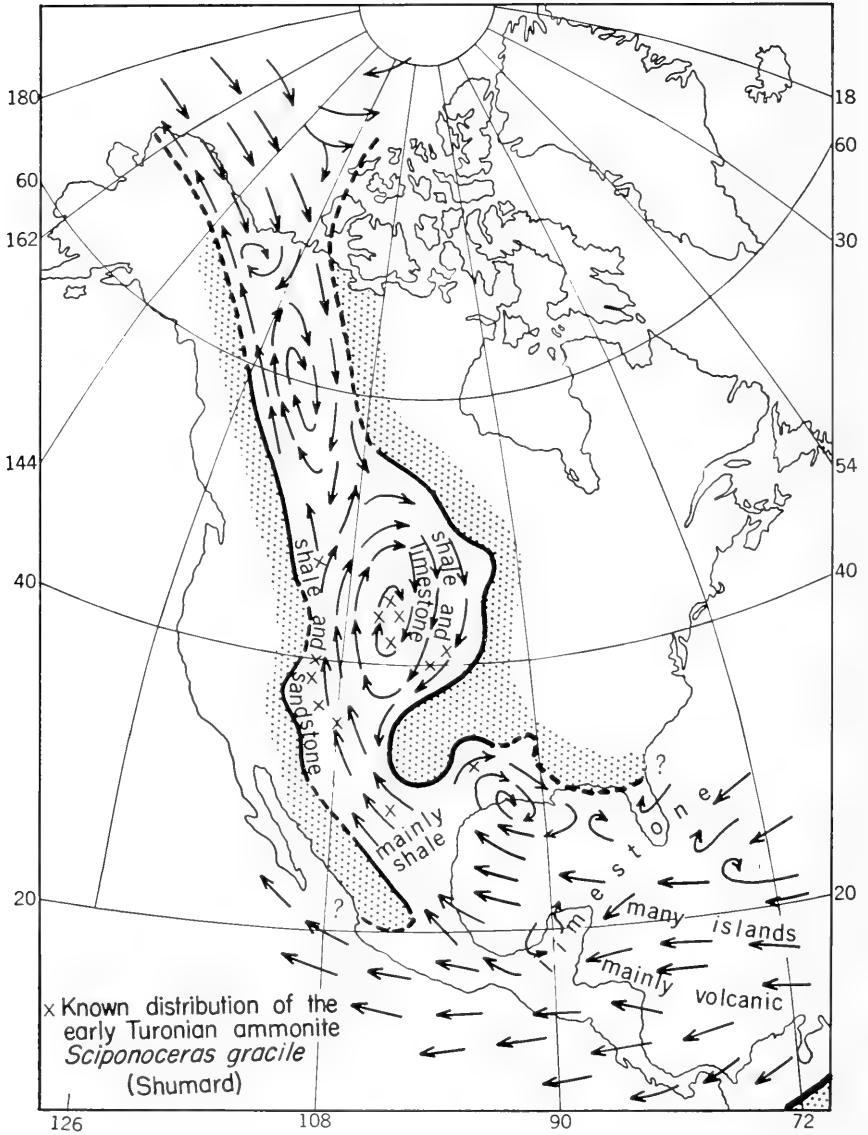 180
60
162
144
40
20
18
60
30
54
40
20
shale and sandstone
shale and
limestone
mainly
shale
?
?
limestone
many islands
mainly volcanic
x Known distribution of the
early Turonian ammonite
Sciponoceras gracile
(Shumard)
126
108
90
72